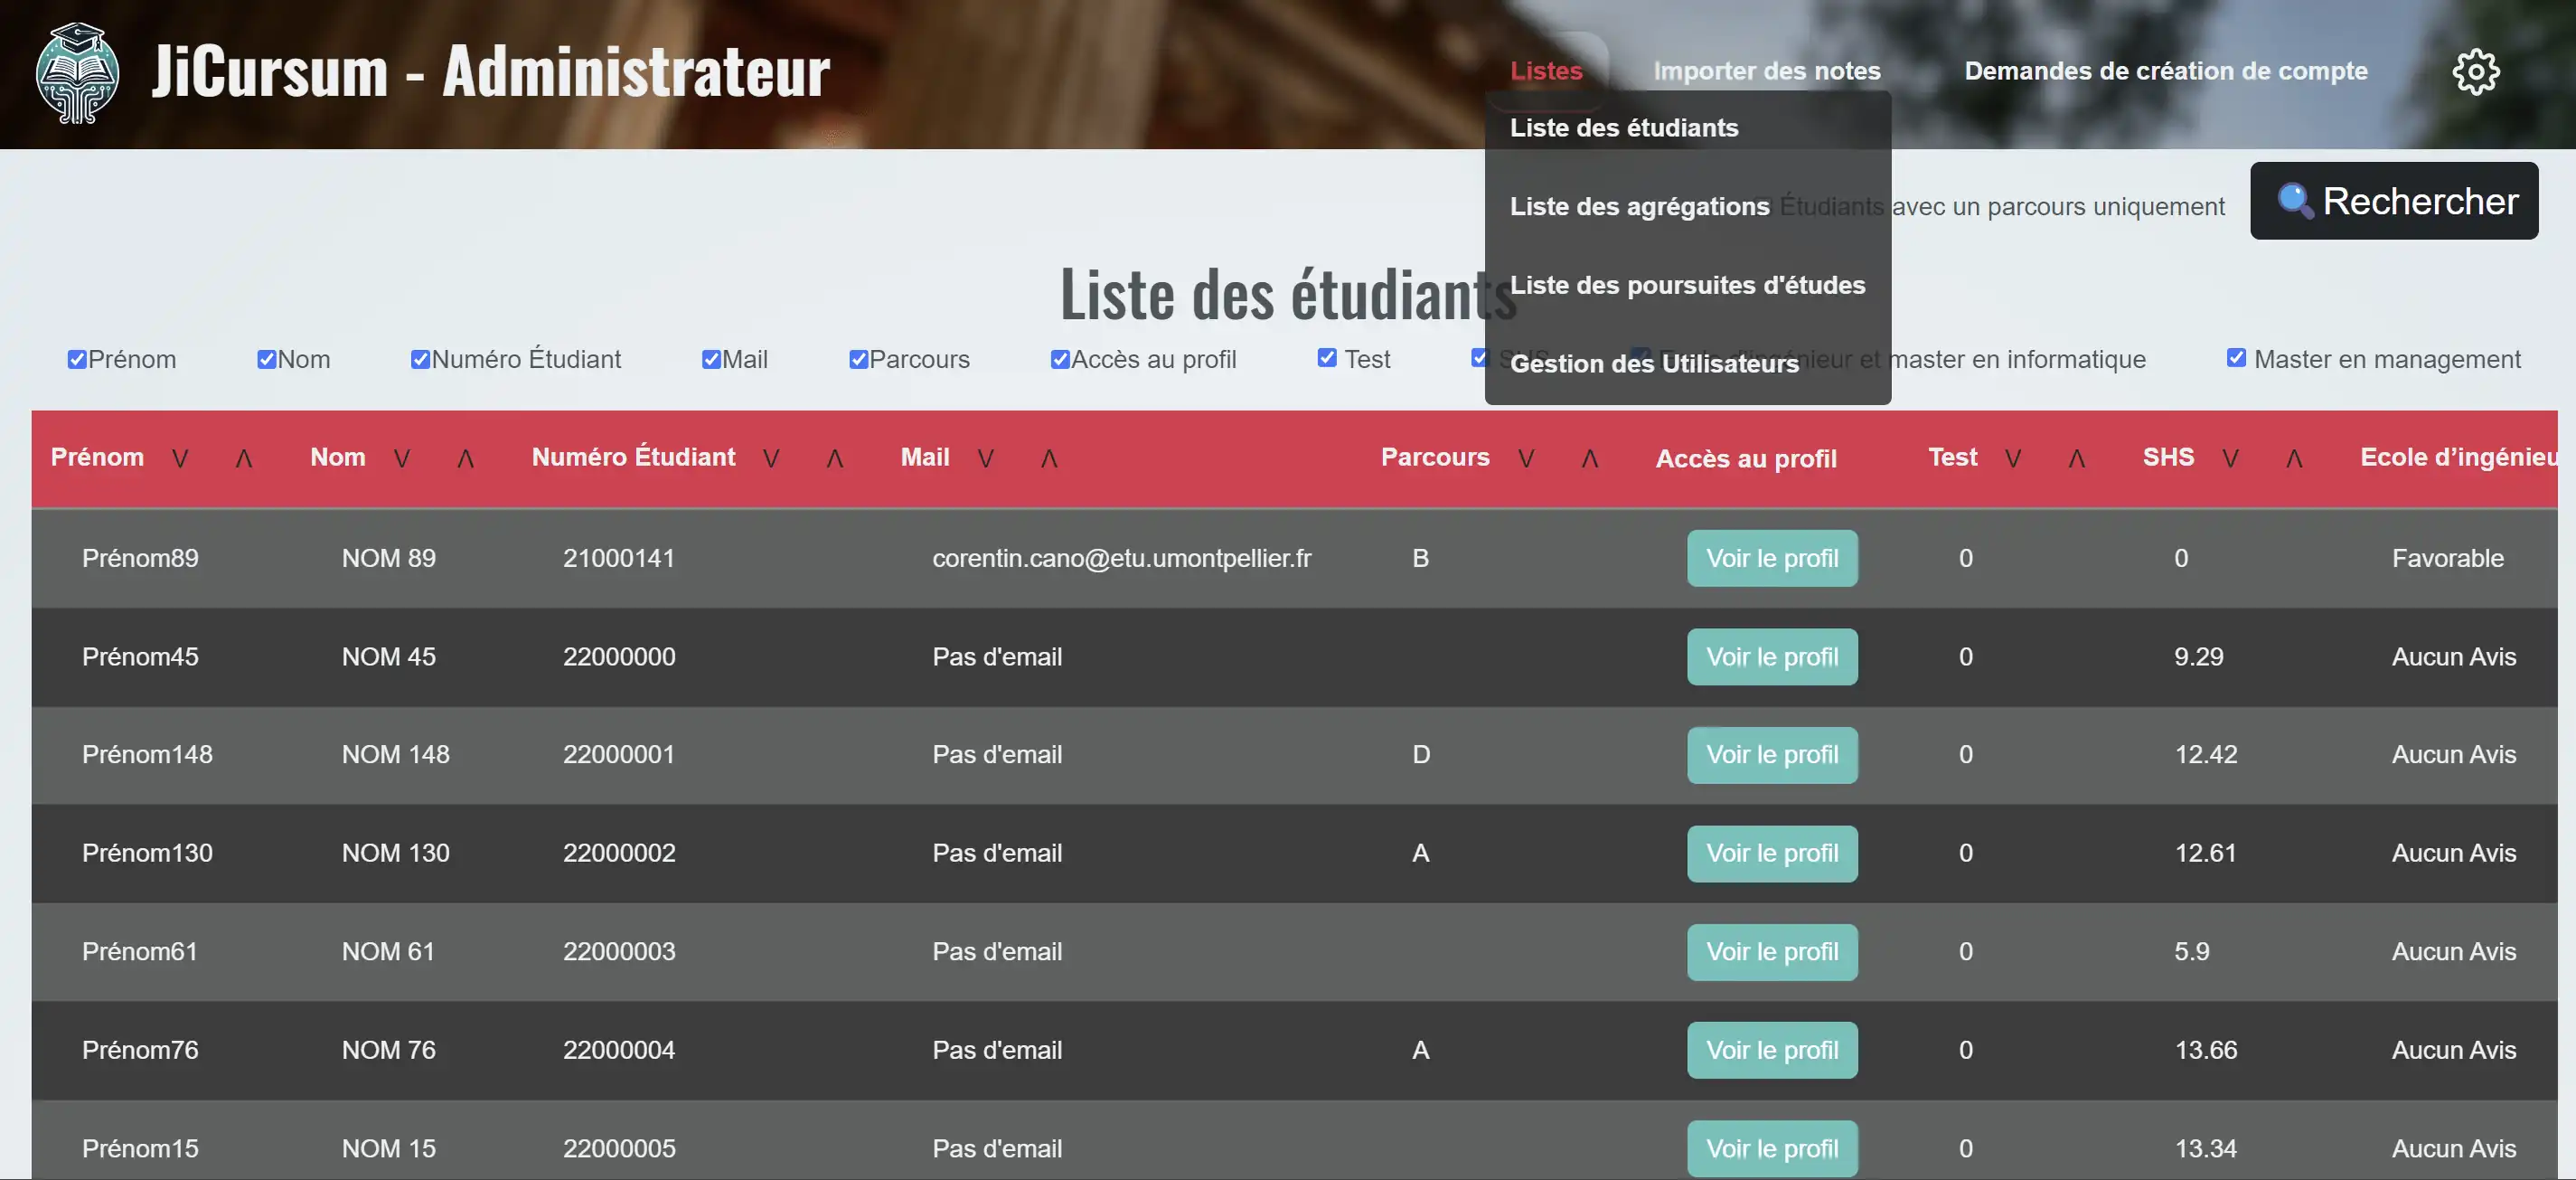 JiCursum - Administrateur
Listes
Importer des notes
Demandes de création de compte
Liste des étudiants
Liste des agrégations
Liste des poursuites d'études
Gestion des Utilisateurs
Étudiants avec un parcours uniquement
Rechercher
Liste des étudiants
Prénom Nom Numéro Étudiant Mail Parcours Accès au profil Test SHS Ecole d'ingénieur et master en informatique Master en management
Prénom V Λ Nom V Λ Numéro Étudiant V Λ Mail V Λ Parcours V Λ Accès au profil Test V Λ SHS V Λ Ecole d’ingénieu
Prénom89 NOM 89 21000141 corentin.cano@etu.umontpellier.fr B Voir le profil 0 0 Favorable
Prénom45 NOM 45 22000000 Pas d'email Voir le profil 0 9.29 Aucun Avis
Prénom148 NOM 148 22000001 Pas d'email D Voir le profil 0 12.42 Aucun Avis
Prénom130 NOM 130 22000002 Pas d'email A Voir le profil 0 12.61 Aucun Avis
Prénom61 NOM 61 22000003 Pas d'email Voir le profil 0 5.9 Aucun Avis
Prénom76 NOM 76 22000004 Pas d'email A Voir le profil 0 13.66 Aucun Avis
Prénom15 NOM 15 22000005 Pas d'email Voir le profil 0 13.34 Aucun Avis